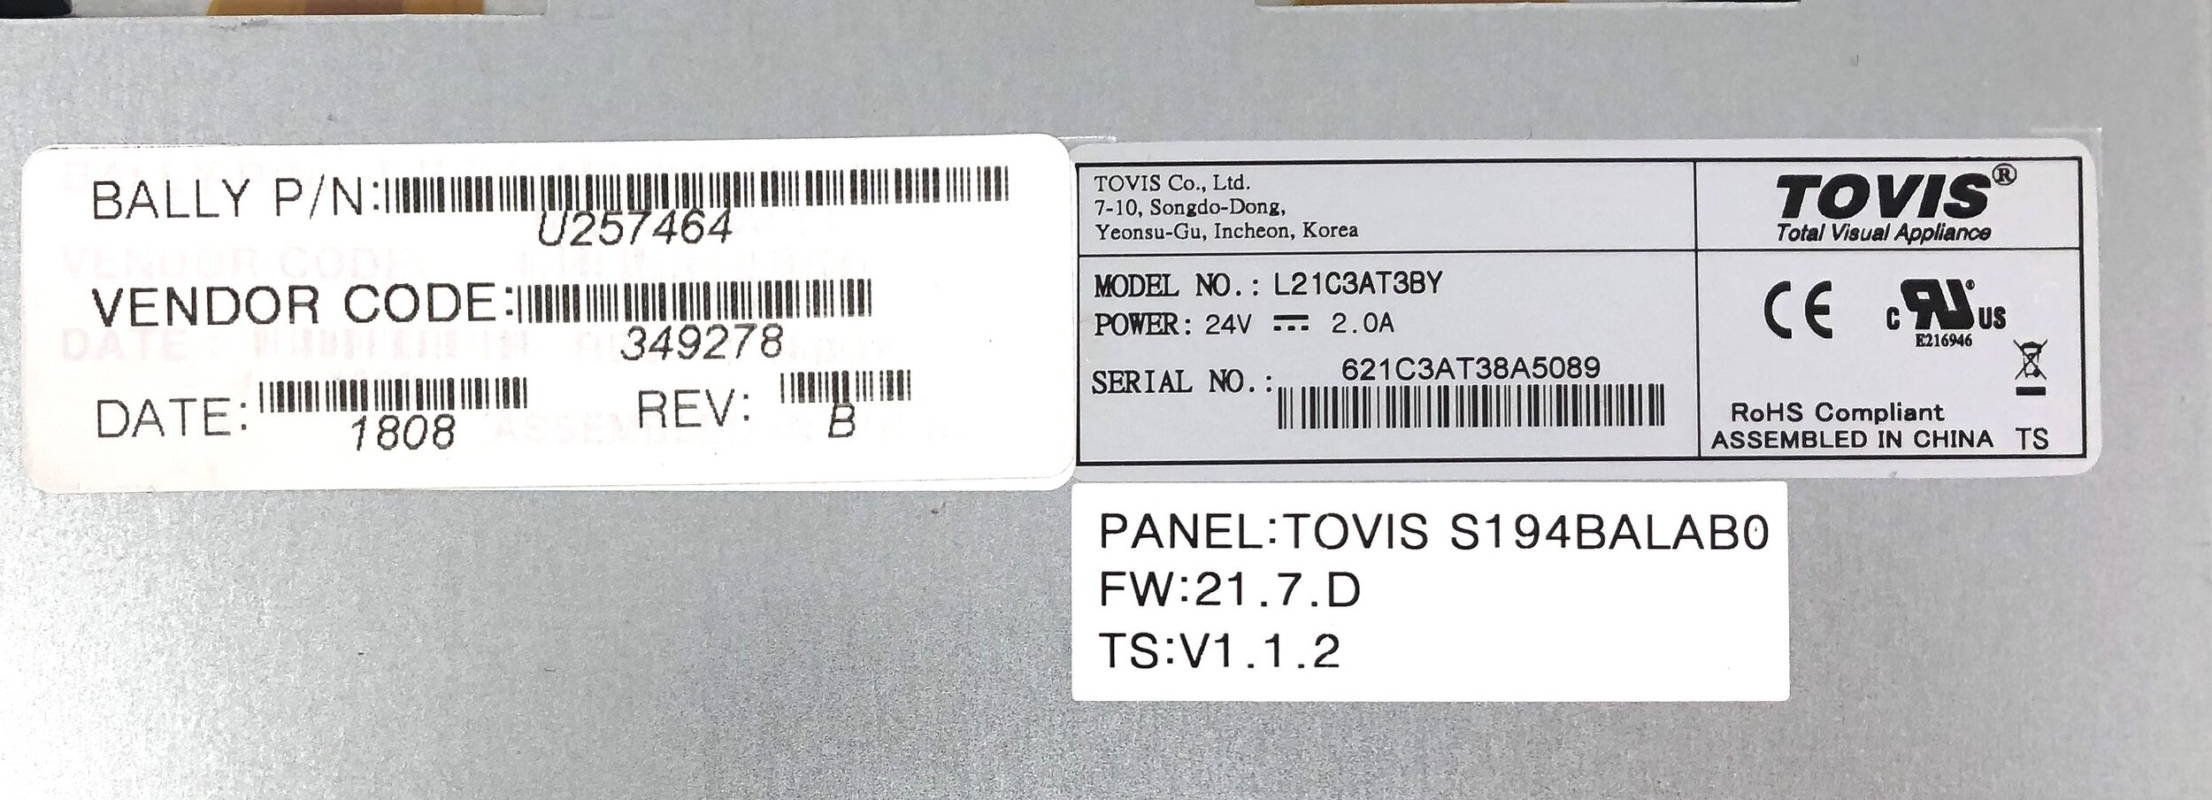 BALLY P/N:
U257464
VENDOR CODE:
349278
DATE:
1808
REV:
B
TOVIS Co., Ltd.
7-10, Songdo-Dong,
Yeonsu-Gu, Incheon, Korea
TOVIS®
Total Visual Appliance
MODEL NO.: L21C3AT3BY
POWER: 24V ⎓ 2.0A
SERIAL NO.:
621C3AT38A5089
CE
c RU® US
E216946
RoHS Compliant
ASSEMBLED IN CHINA TS
PANEL:TOVIS S194BALAB0
FW:21.7.D
TS:V1.1.2